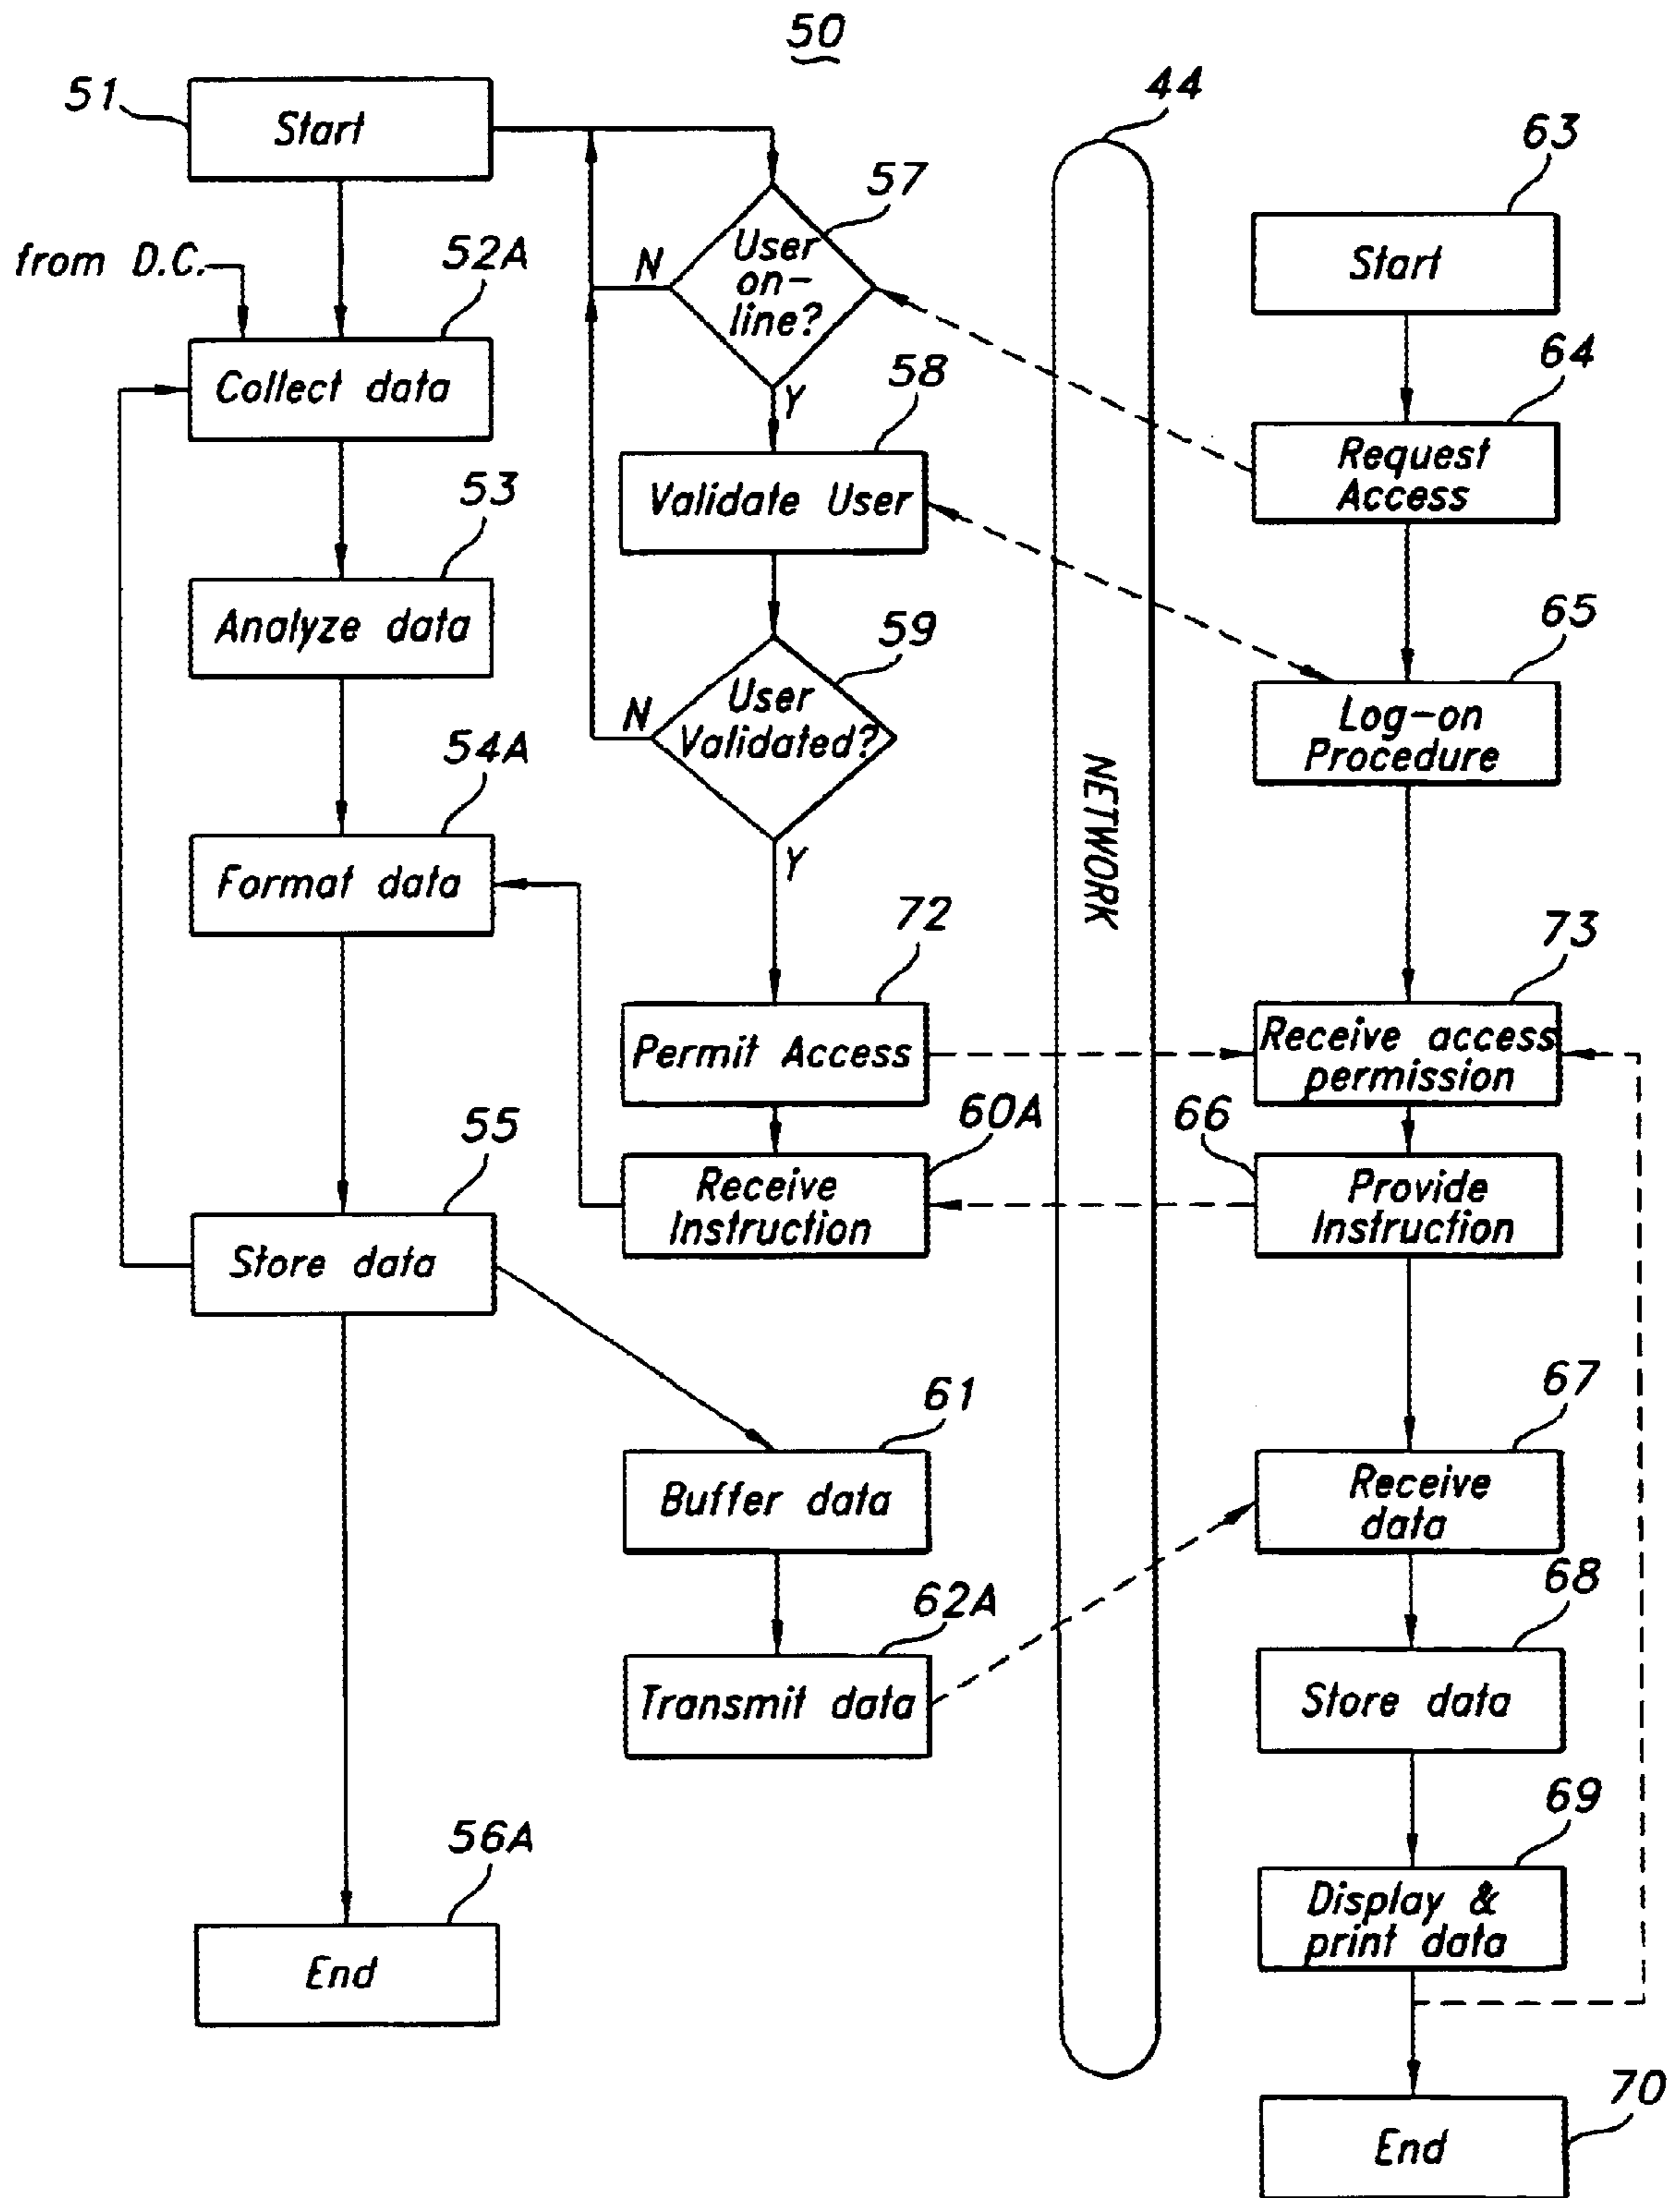 50
51
Start
from D.C.
52A
Collect data
53
Analyze data
54A
Format data
55
Store data
56A
End
57
User
on-
line?
N
Y
58
Validate User
59
User
Validated?
N
Y
72
Permit Access
60A
Receive
Instruction
61
Buffer data
62A
Transmit data
44
NETWORK
63
Start
64
Request
Access
65
Log-on
Procedure
73
Receive access
permission
66
Provide
Instruction
67
Receive
data
68
Store data
69
Display &
print data
70
End